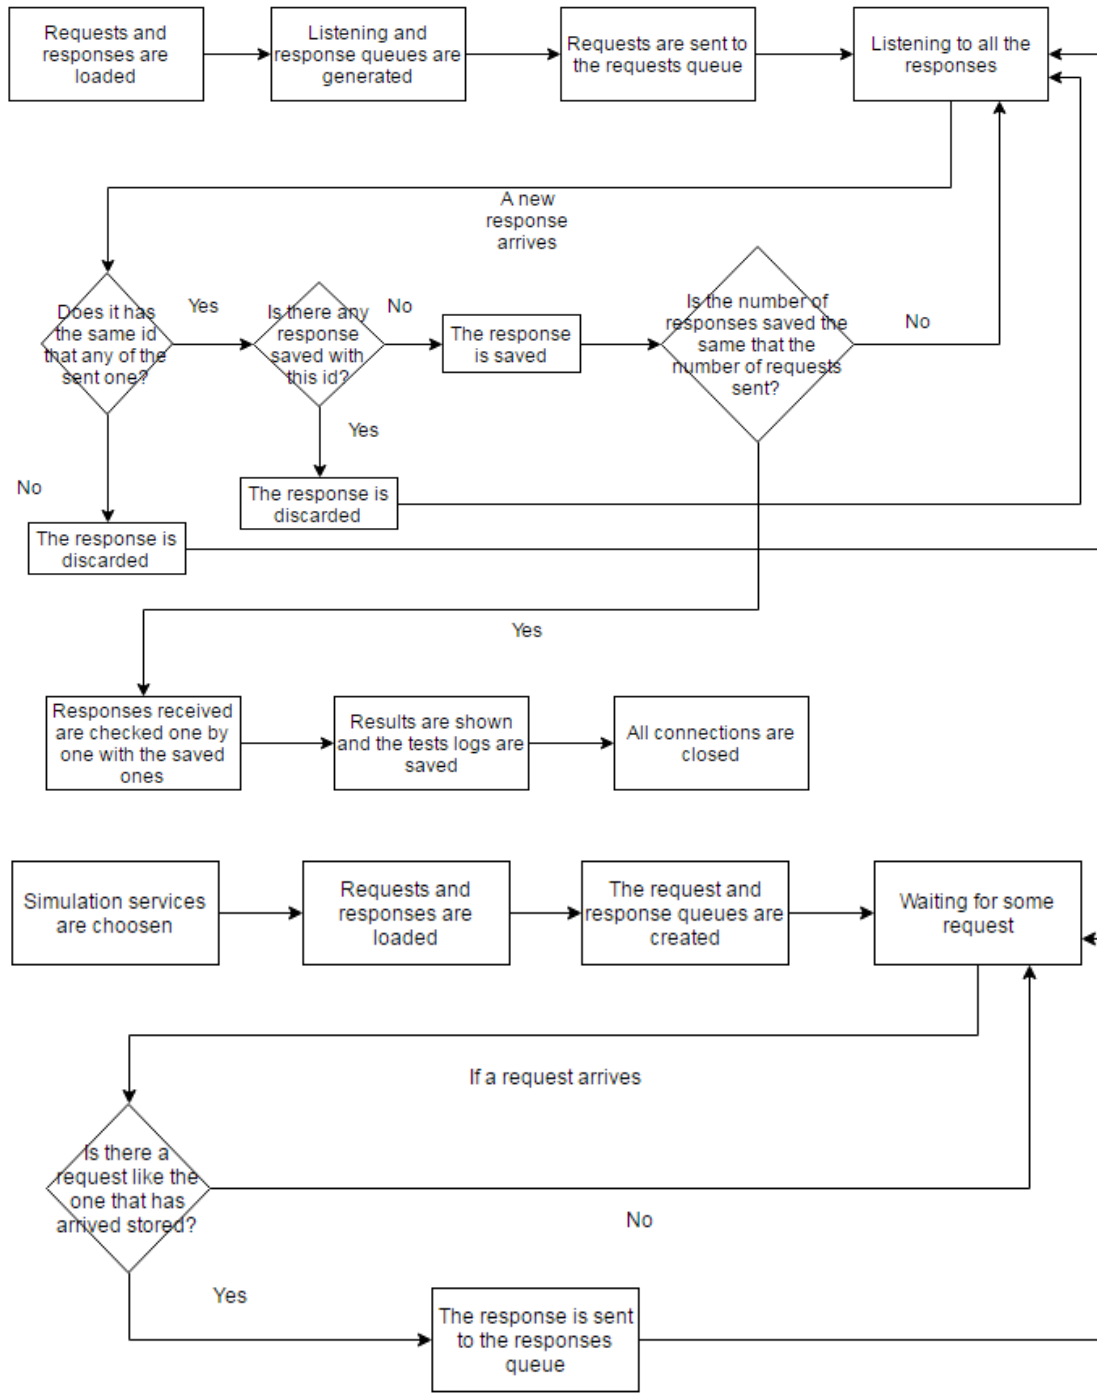 Requests and
responses are
loaded
Listening and
response queues are
generated
Requests are sent to
the requests queue
Listening to all the
responses
A new
response
arrives
Does it has
the same id
that any of the
sent one?
Yes
Is there any
response
saved with
this id?
No
The response
is saved
Is the number of
responses saved the
same that the
number of requests
sent?
No
Yes
No
The response is
discarded
The response is
discarded
Yes
Responses received
are checked one by
one with the saved
ones
Results are shown
and the tests logs are
saved
All connections are
closed
Simulation services
are choosen
Requests and
responses are
loaded
The request and
response queues are
created
Waiting for some
request
If a request arrives
Is there a
request like the
one that has
arrived stored?
No
Yes
The response is sent
to the responses
queue